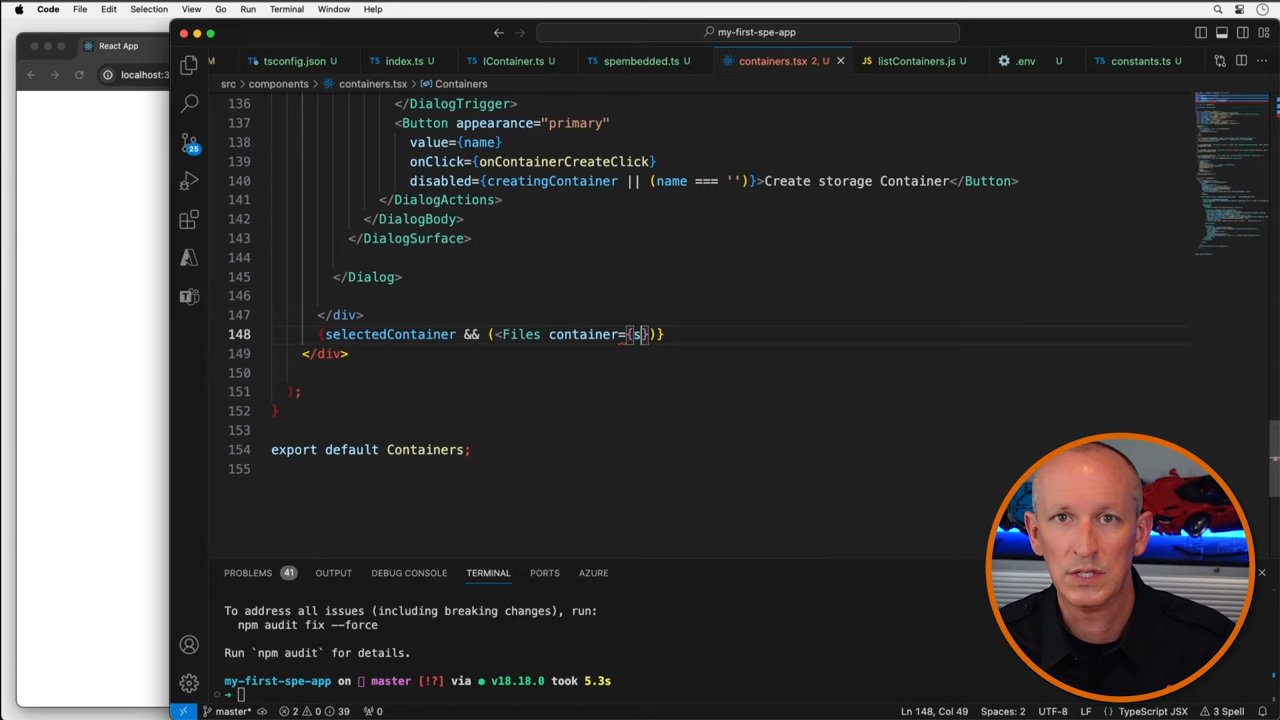 Code File Edit Selection View Go Run Terminal Window Help
React App
localhost:3
my-first-spe-app
M tsconfig.json U index.ts U IContainer.ts U spembedded.ts U containers.tsx 2, U listContainers.js U .env U constants.ts U
src > components > containers.tsx > Containers
136 </DialogTrigger>
137 <Button appearance="primary"
138 value={name}
139 onClick={onContainerCreateClick}
140 disabled={creatingContainer || (name === '')}>Create storage Container</Button>
141 </DialogActions>
142 </DialogBody>
143 </DialogSurface>
144
145 </Dialog>
146
147 </div>
148 {selectedContainer && (<Files container={s})}
149 </div>
150
151 );
152 }
153
154 export default Containers;
155
25
PROBLEMS 41 OUTPUT DEBUG CONSOLE TERMINAL PORTS AZURE
To address all issues (including breaking changes), run:
npm audit fix --force
Run `npm audit` for details.
my-first-spe-app on master [!?] via v18.18.0 took 5.3s
master* 2 0 39 0 Ln 148, Col 49 Spaces: 2 UTF-8 LF TypeScript JSX 3 Spell